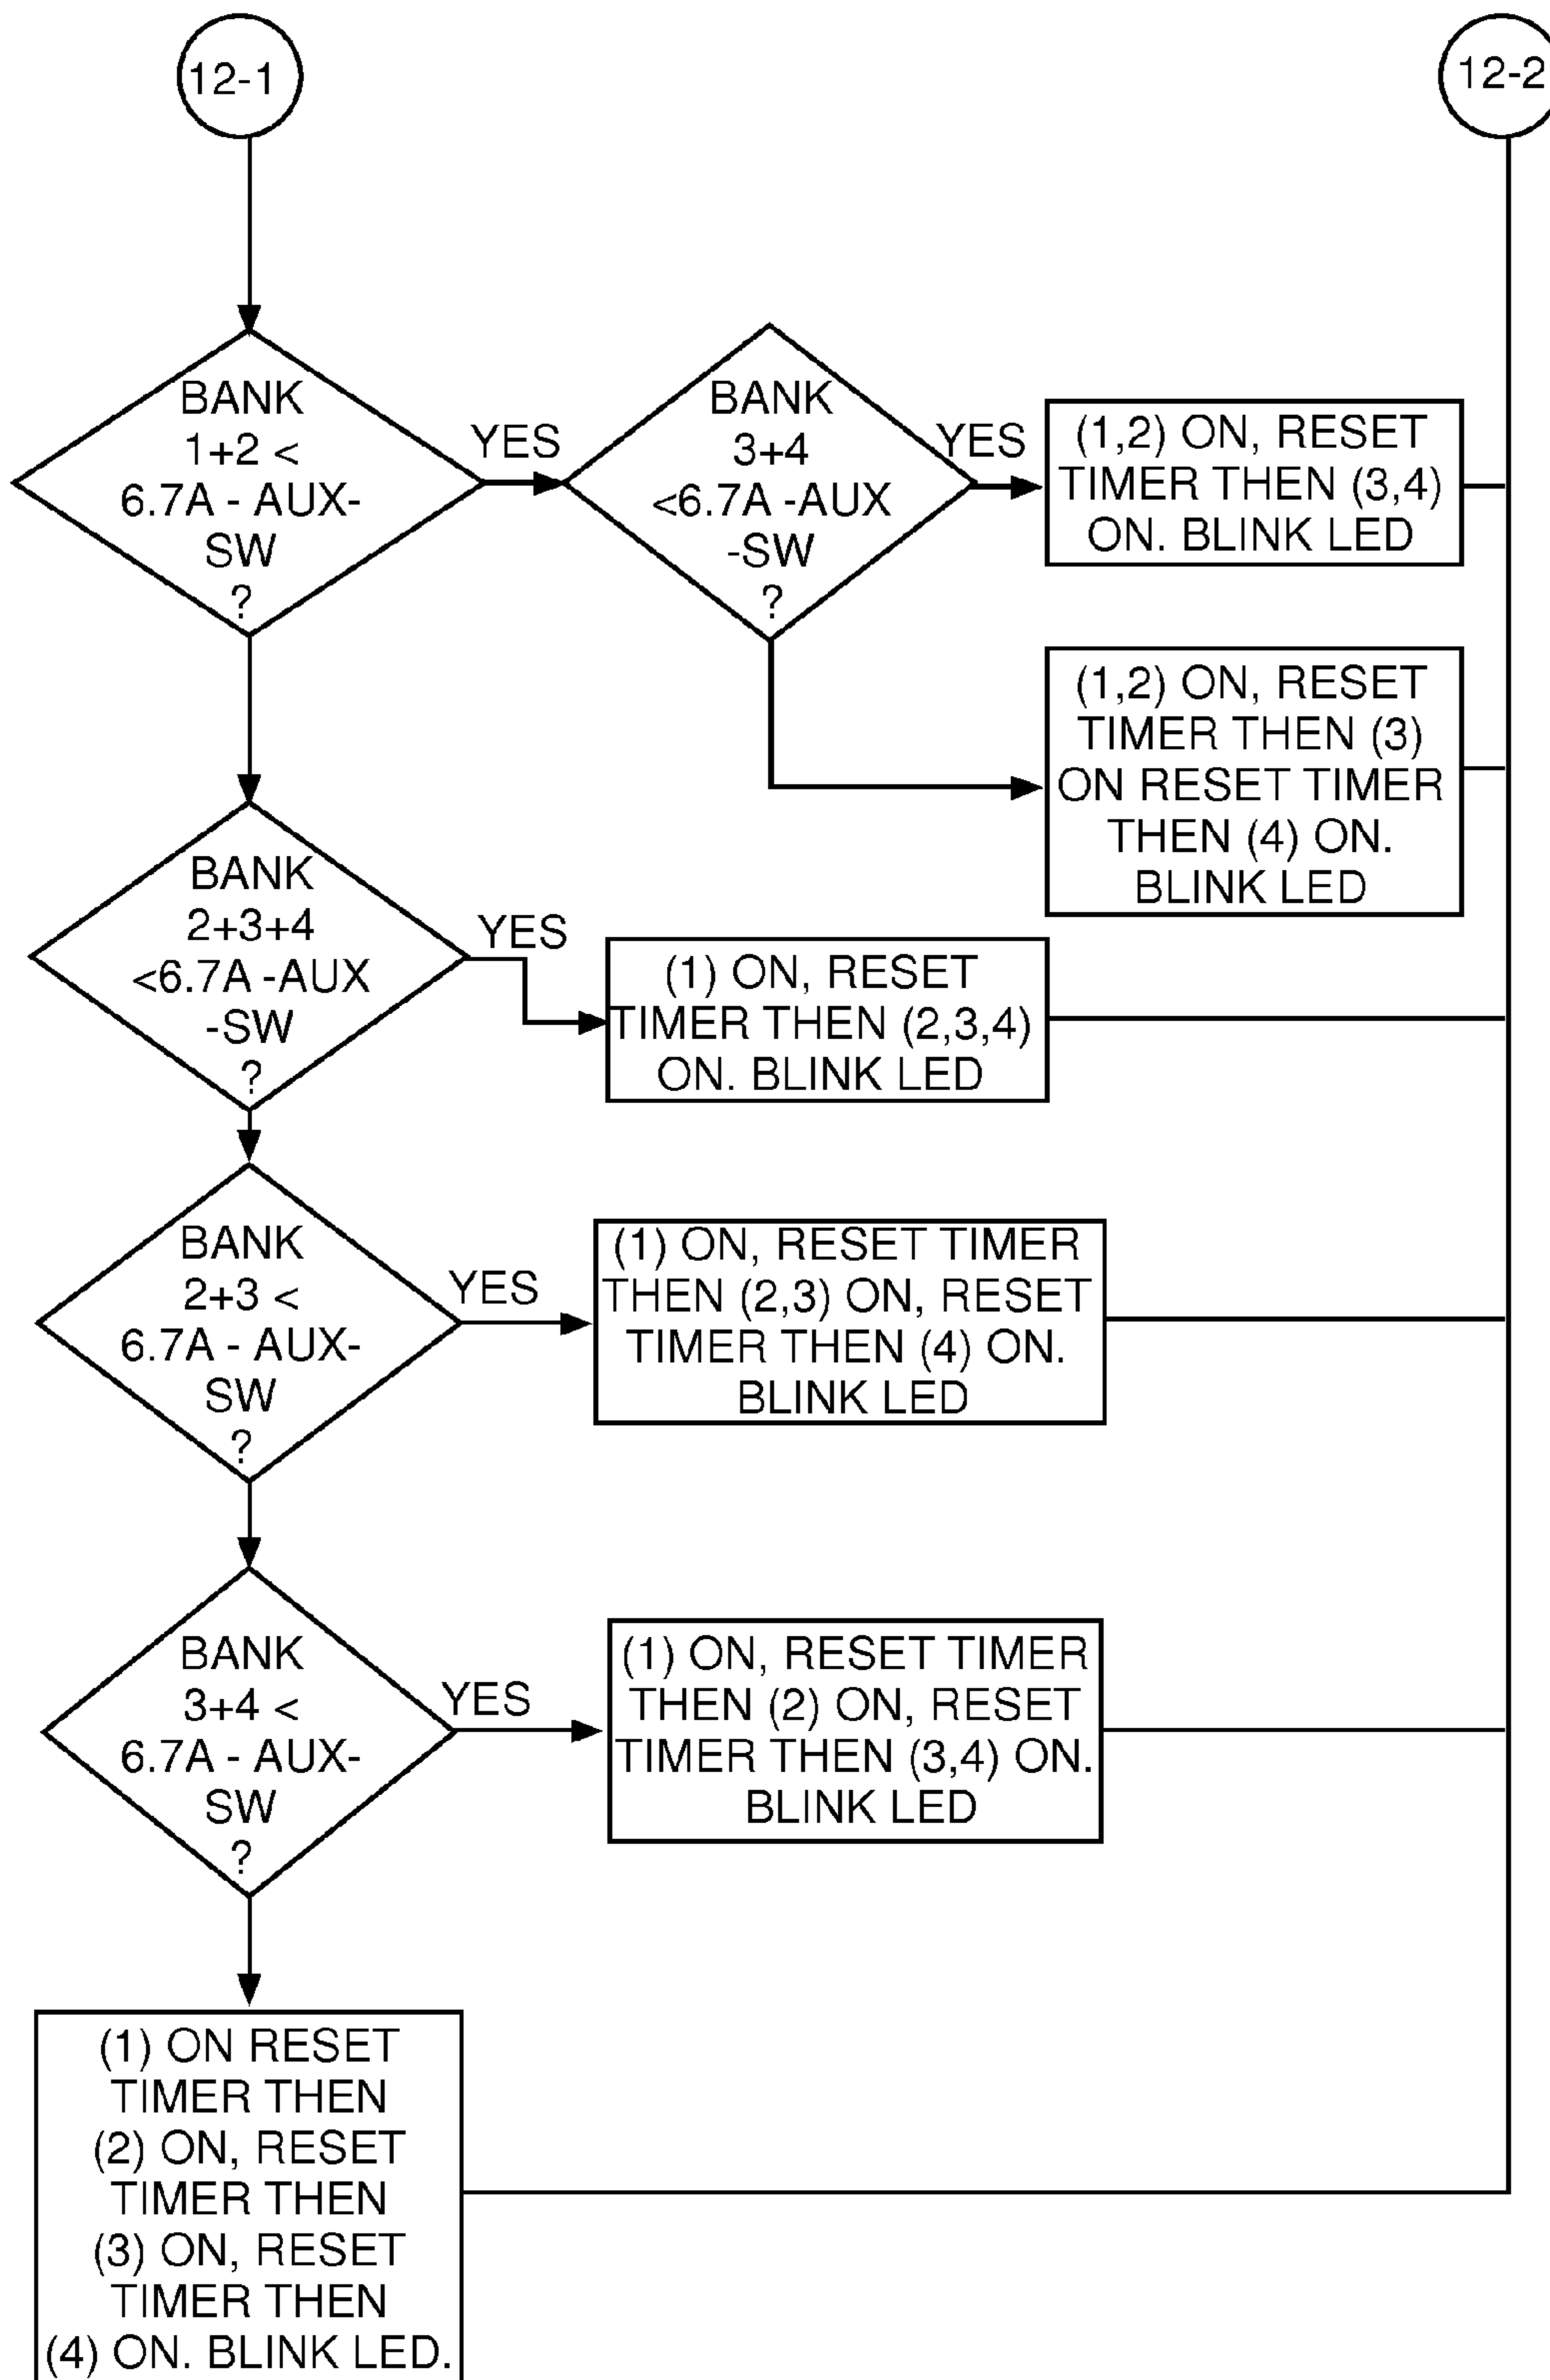 12-1
12-2
BANK
1+2 <
6.7A - AUX-
SW
?
YES
BANK
3+4
<6.7A -AUX
-SW
?
YES
(1,2) ON, RESET
TIMER THEN (3,4)
ON. BLINK LED
(1,2) ON, RESET
TIMER THEN (3)
ON RESET TIMER
THEN (4) ON.
BLINK LED
BANK
2+3+4
<6.7A -AUX
-SW
?
YES
(1) ON, RESET
TIMER THEN (2,3,4)
ON. BLINK LED
BANK
2+3 <
6.7A - AUX-
SW
?
YES
(1) ON, RESET TIMER
THEN (2,3) ON, RESET
TIMER THEN (4) ON.
BLINK LED
BANK
3+4 <
6.7A - AUX-
SW
?
YES
(1) ON, RESET TIMER
THEN (2) ON, RESET
TIMER THEN (3,4) ON.
BLINK LED
(1) ON RESET
TIMER THEN
(2) ON, RESET
TIMER THEN
(3) ON, RESET
TIMER THEN
(4) ON. BLINK LED.